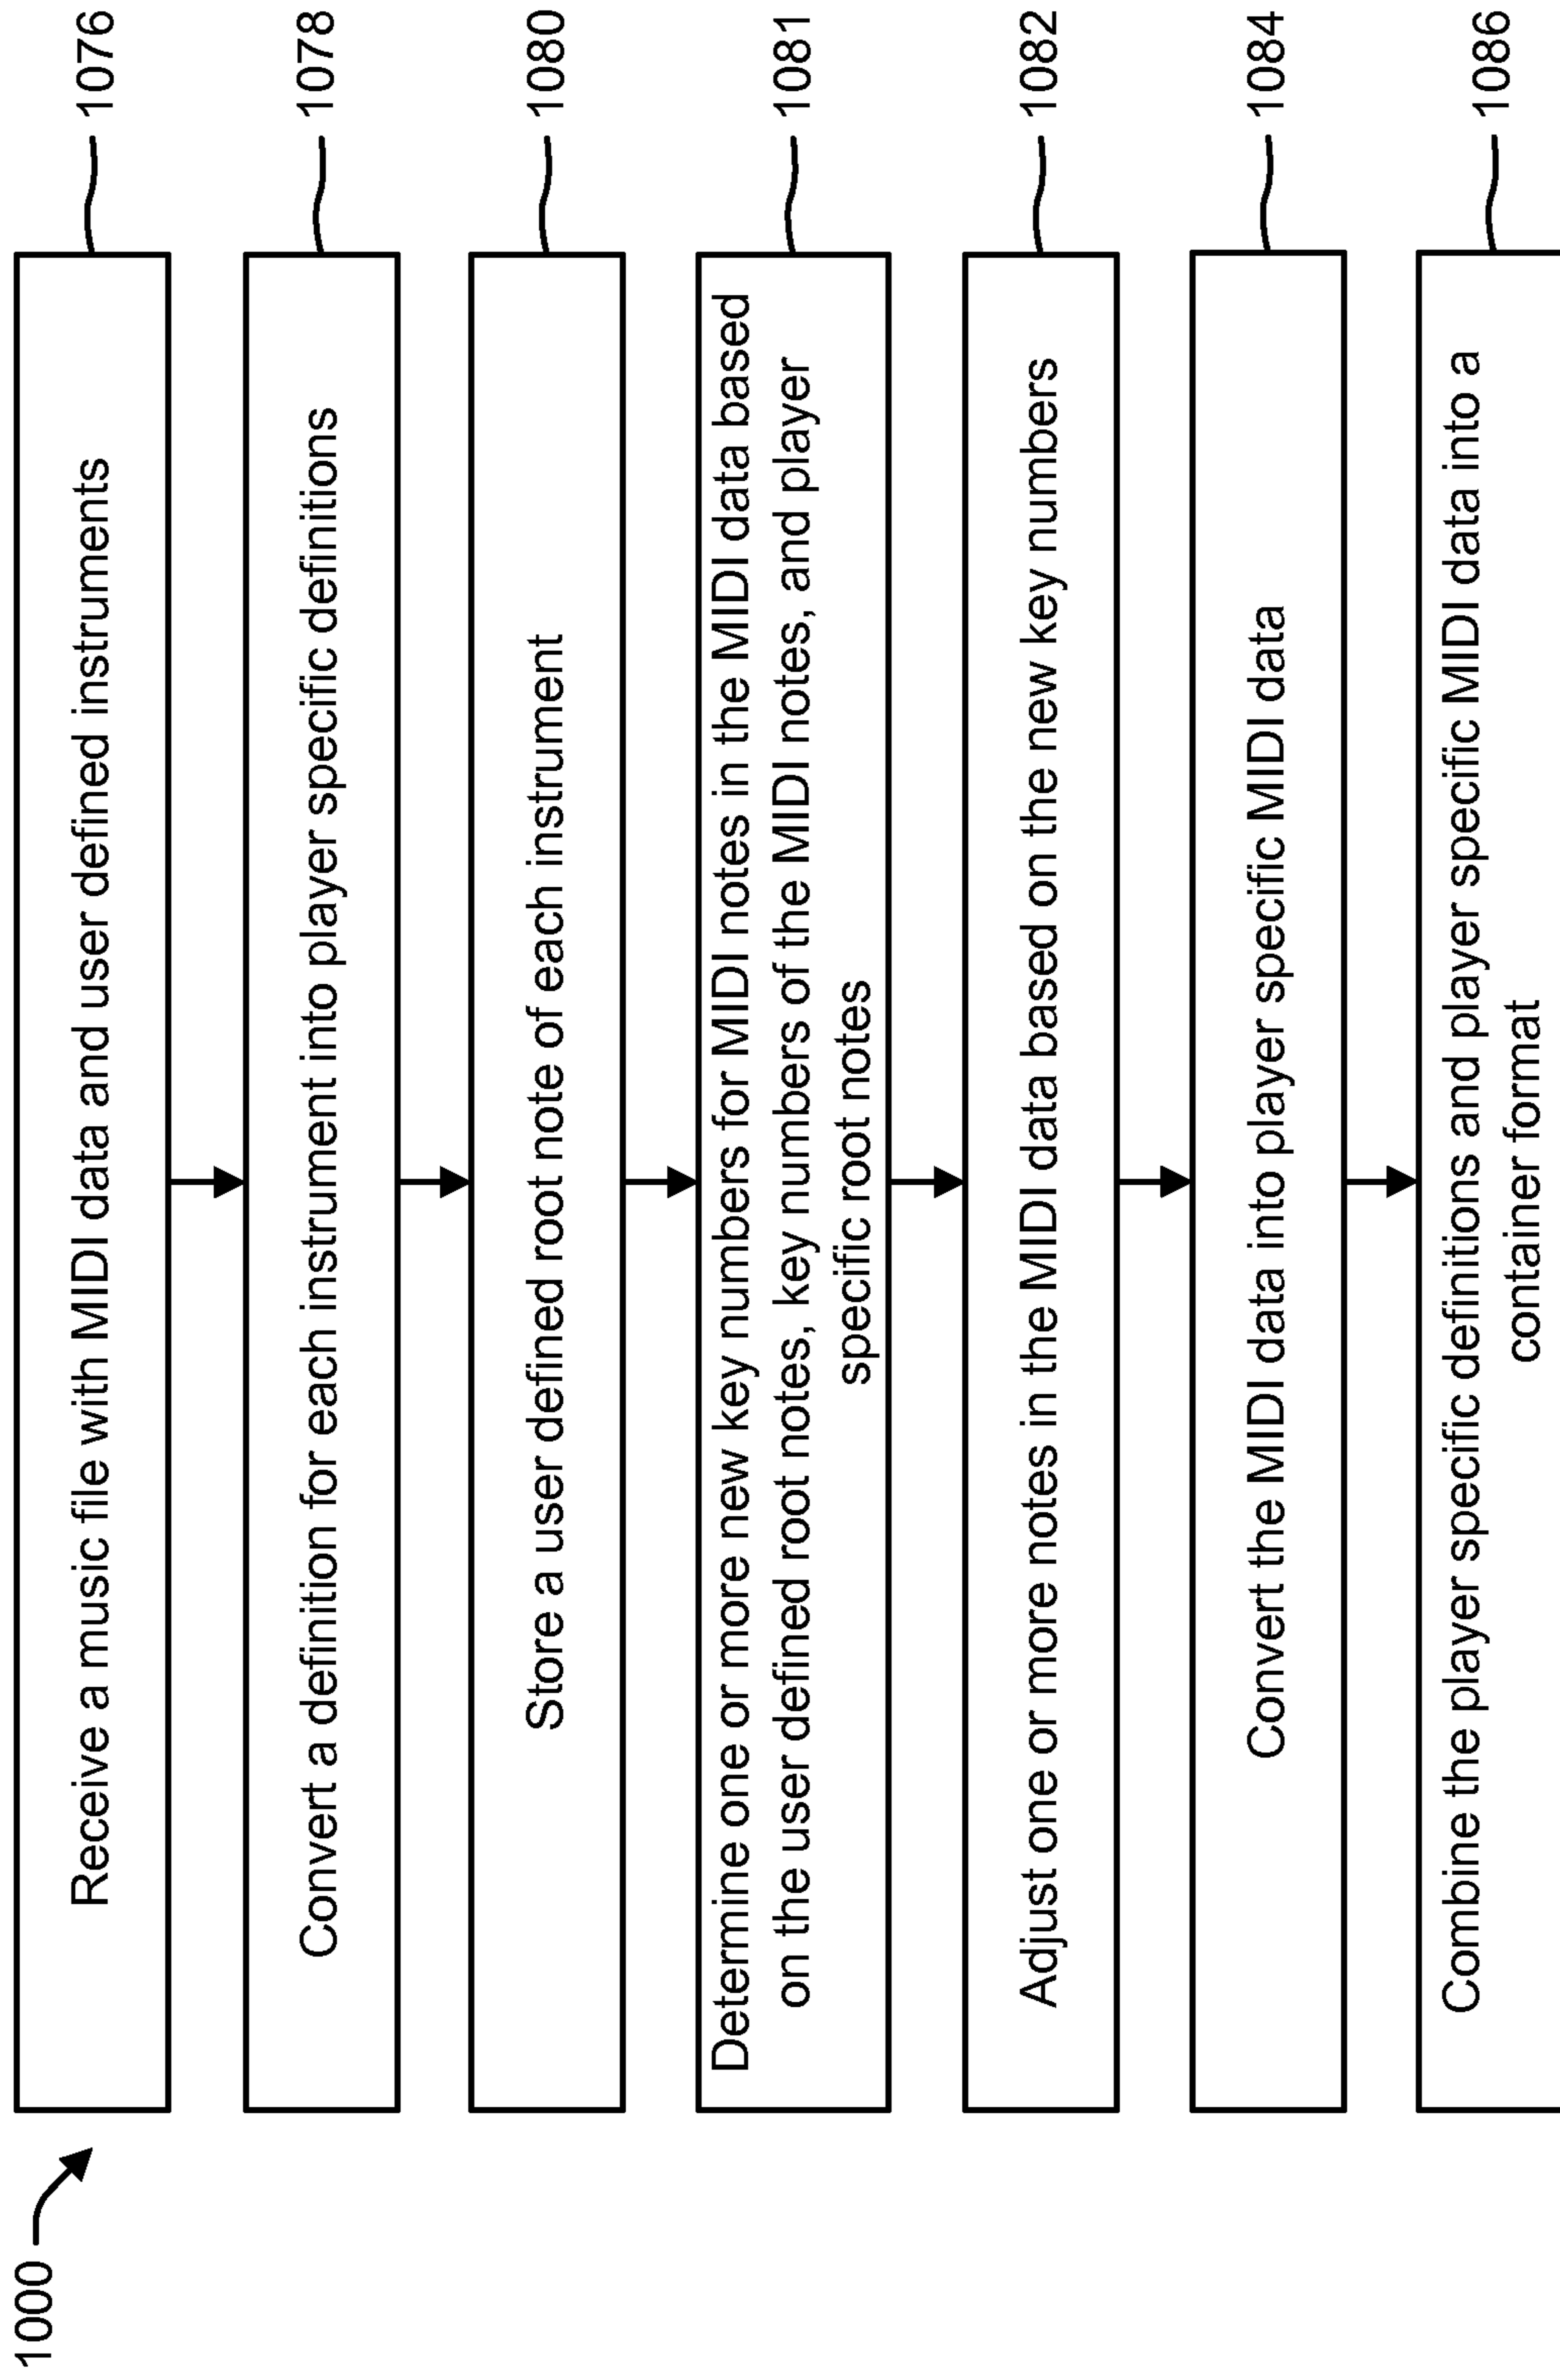 1000
Receive a music file with MIDI data and user defined instruments
1076
Convert a definition for each instrument into player specific definitions
1078
Store a user defined root note of each instrument
1080
Determine one or more new key numbers for MIDI notes in the MIDI data based
on the user defined root notes, key numbers of the MIDI notes, and player
specific root notes
1081
Adjust one or more notes in the MIDI data based on the new key numbers
1082
Convert the MIDI data into player specific MIDI data
1084
Combine the player specific definitions and player specific MIDI data into a
container format
1086